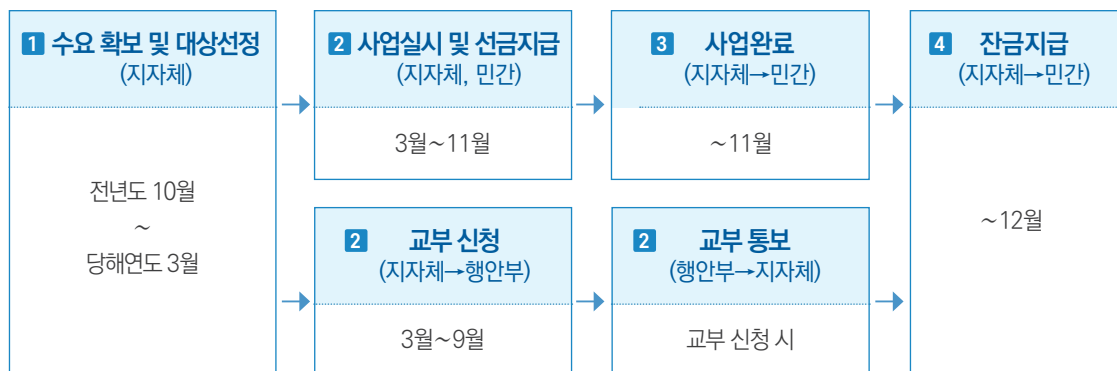 1 수요 확보 및 대상선정
(지자체)
전년도 10월
~
당해연도 3월
2 사업실시 및 선금지급
(지자체, 민간)
3월~11월
3 사업완료
(지자체→민간)
~11월
2 교부 신청
(지자체→행안부)
3월~9월
2 교부 통보
(행안부→지자체)
교부 신청 시
4 잔금지급
(지자체→민간)
~12월